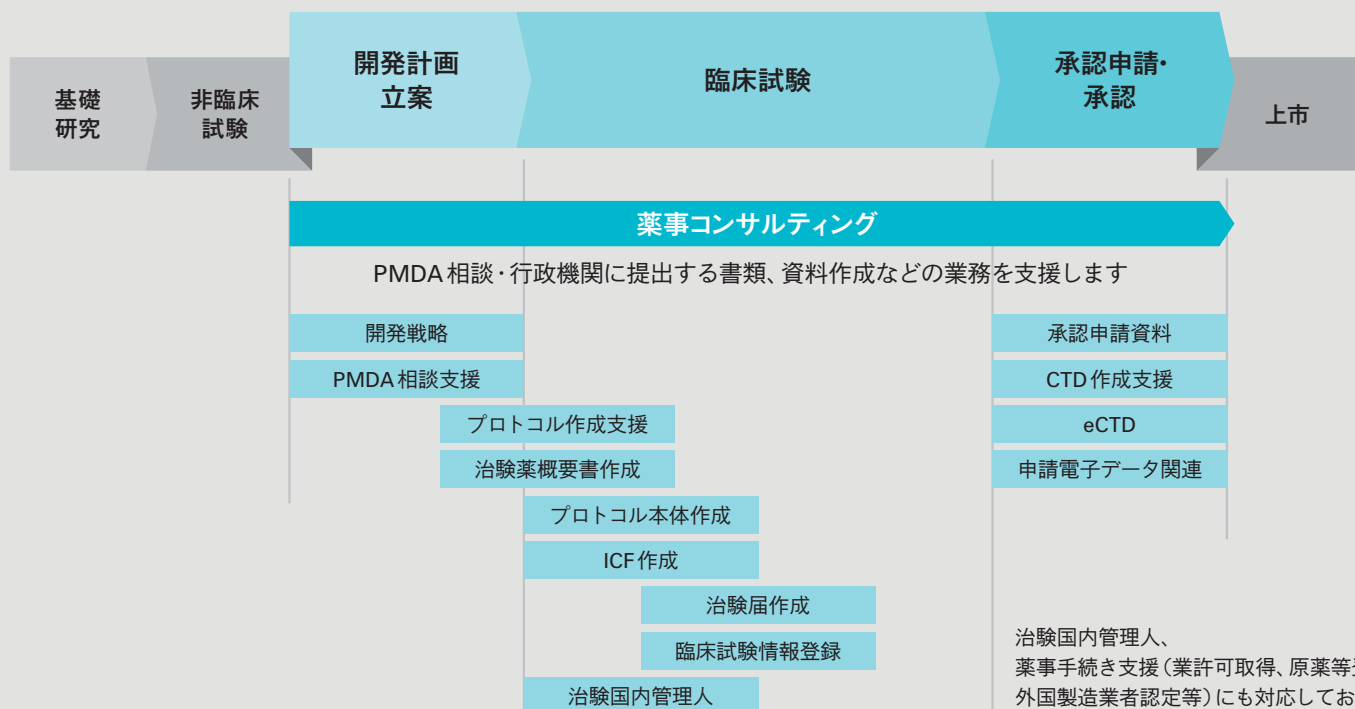 基礎
研究
非臨床
試験
開発計画
立案
臨床試験
承認申請・
承認
上市
薬事コンサルティング
PMDA相談・行政機関に提出する書類、資料作成などの業務を支援します
開発戦略
承認申請資料
PMDA相談支援
CTD作成支援
プロトコル作成支援
eCTD
治験薬概要書作成
申請電子データ関連
プロトコル本体作成
ICF作成
治験届作成
臨床試験情報登録
治験国内管理人
治験国内管理人、
薬事手続き支援（業許可取得、原薬等
外国製造業者認定等）にも対応してお